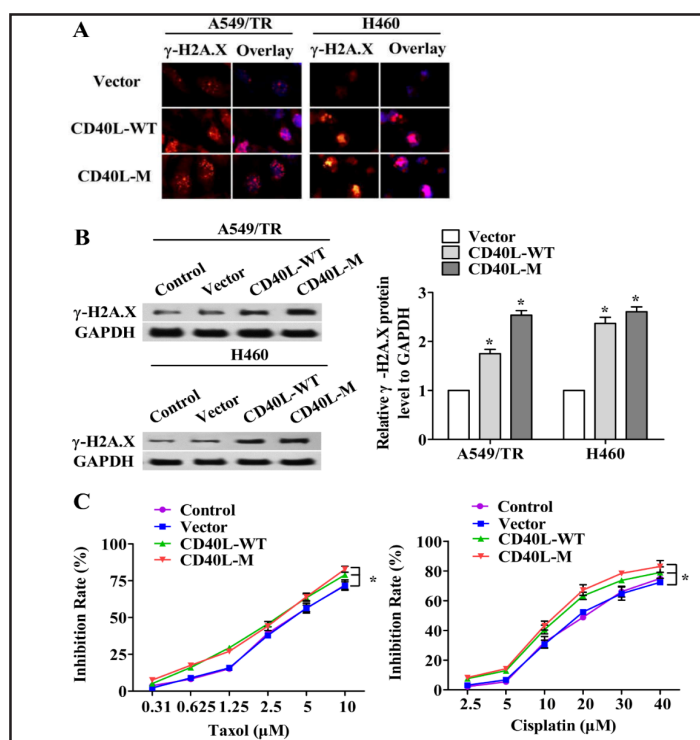 A
A549/TR H460
γ-H2A.X Overlay γ-H2A.X Overlay
Vector
CD40L-WT
CD40L-M
B
A549/TR
Control Vector CD40L-WT CD40L-M
γ-H2A.X
GAPDH
H460
Control Vector CD40L-WT CD40L-M
γ-H2A.X
GAPDH
Vector
CD40L-WT
CD40L-M
Relative γ -H2A.X protein
level to GAPDH
3
2
1
0
* * * *
A549/TR H460
C
Control
Vector
CD40L-WT
CD40L-M
Inhibition Rate (%)
100
75
50
25
0
*
0.31 0.625 1.25 2.5 5 10
Taxol (μM)
Control
Vector
CD40L-WT
CD40L-M
Inhibition Rate (%)
100
80
60
40
20
0
*
2.5 5 10 20 30 40
Cisplatin (μM)